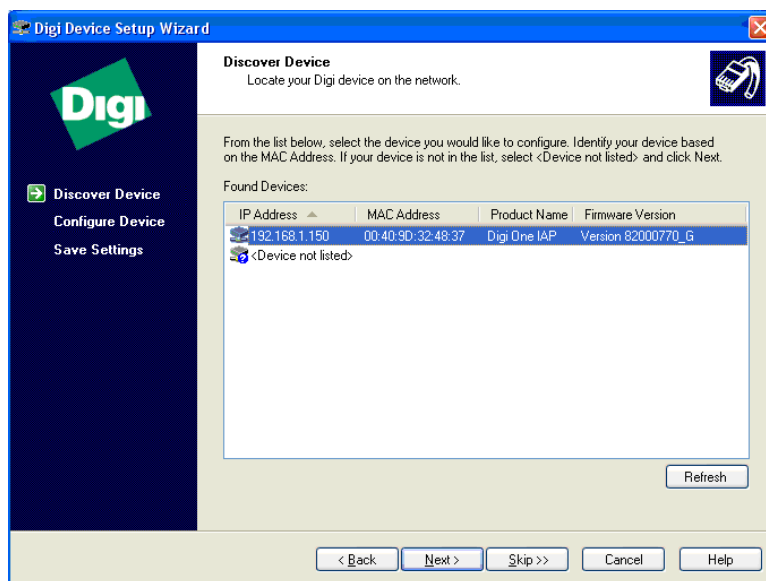 Digi Device Setup Wizard
Digi
Discover Device
Configure Device
Save Settings
Discover Device
Locate your Digi device on the network.
From the list below, select the device you would like to configure. Identify your device based
on the MAC Address. If your device is not in the list, select <Device not listed> and click Next.
Found Devices:
IP Address MAC Address Product Name Firmware Version
192.168.1.150 00:40:9D:32:48:37 Digi One IAP Version 82000770_G
<Device not listed>
Refresh
< Back Next > Skip >> Cancel Help